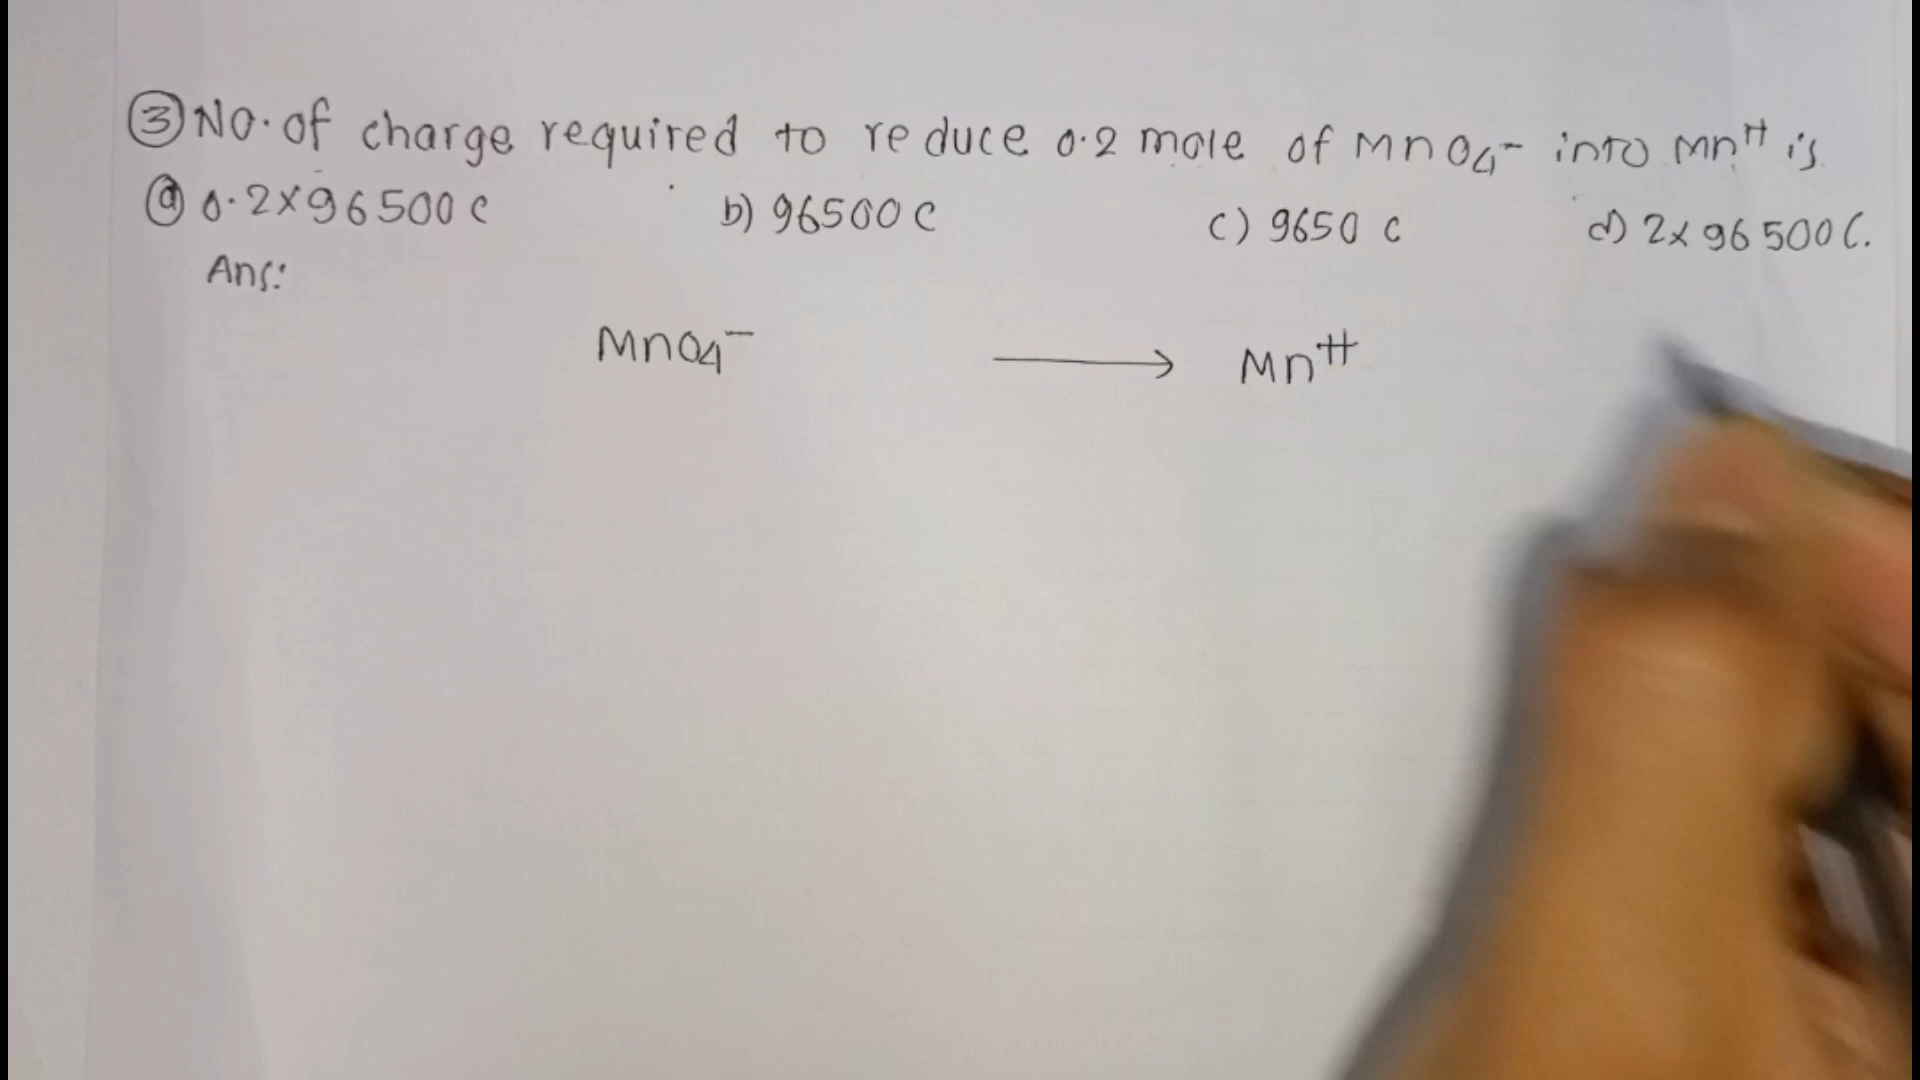 ③ No. of charge required to reduce 0.2 mole of MnO₄⁻ into Mn⁺⁺ is
ⓐ 0.2×96500 C b) 96500 C c) 9650 C d) 2×96500 C.
Ans:
MnO₄⁻ ⟶ Mn⁺⁺